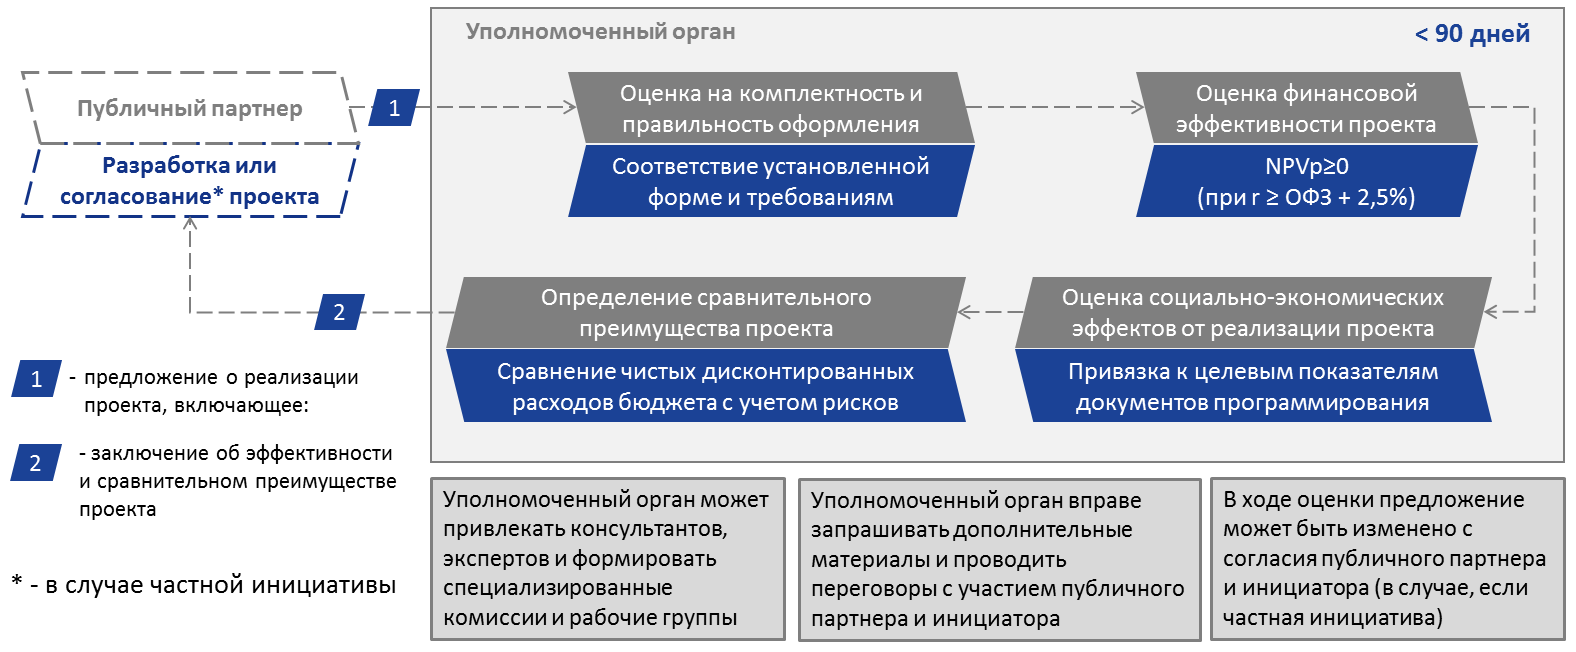 Уполномоченный орган
< 90 дней
Публичный партнер
Разработка или
согласование* проекта
1
Оценка на комплектность и
правильность оформления
Соответствие установленной
форме и требованиям
Оценка финансовой
эффективности проекта
NPVp≥0
(при r ≥ ОФЗ + 2,5%)
Оценка социально-экономических
эффектов от реализации проекта
Привязка к целевым показателям
документов программирования
Определение сравнительного
преимущества проекта
Сравнение чистых дисконтированных
расходов бюджета с учетом рисков
2
1
- предложение о реализации
проекта, включающее:
2
- заключение об эффективности
и сравнительном преимуществе
проекта
* - в случае частной инициативы
Уполномоченный орган может
привлекать консультантов,
экспертов и формировать
специализированные
комиссии и рабочие группы
Уполномоченный орган вправе
запрашивать дополнительные
материалы и проводить
переговоры с участием публичного
партнера и инициатора
В ходе оценки предложение
может быть изменено с
согласия публичного партнера
и инициатора (в случае, если
частная инициатива)